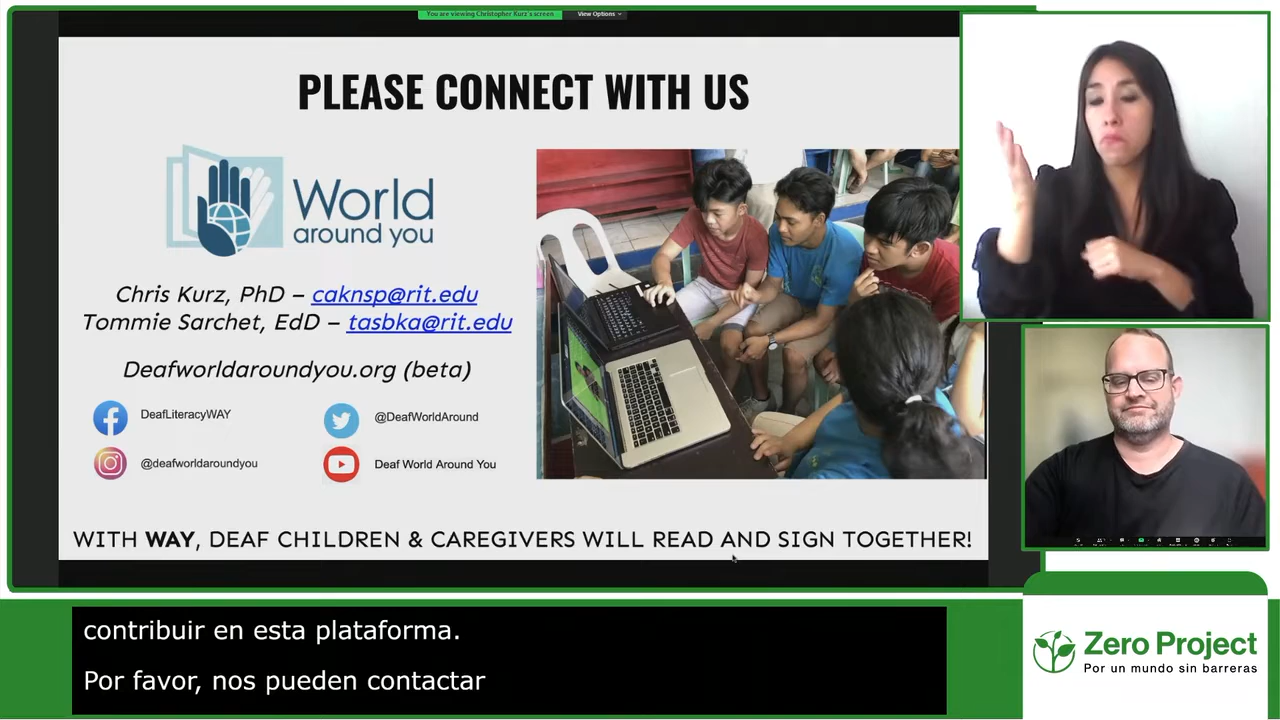 You are viewing Christopher Kurz's screen
View Options
PLEASE CONNECT WITH US
World
around you
Chris Kurz, PhD – caknsp@rit.edu
Tommie Sarchet, EdD – tasbka@rit.edu
Deafworldaroundyou.org (beta)
DeafLiteracyWAY
@DeafWorldAround
@deafworldaroundyou
Deaf World Around You
WITH WAY, DEAF CHILDREN & CAREGIVERS WILL READ AND SIGN TOGETHER!
contribuir en esta plataforma.
Por favor, nos pueden contactar
Zero Project
Por un mundo sin barreras